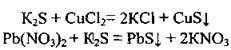 K₂S + CuCl₂= 2KCl + CuS↓
Pb(NO₃)₂ + K₂S = PbS↓ + 2KNO₃